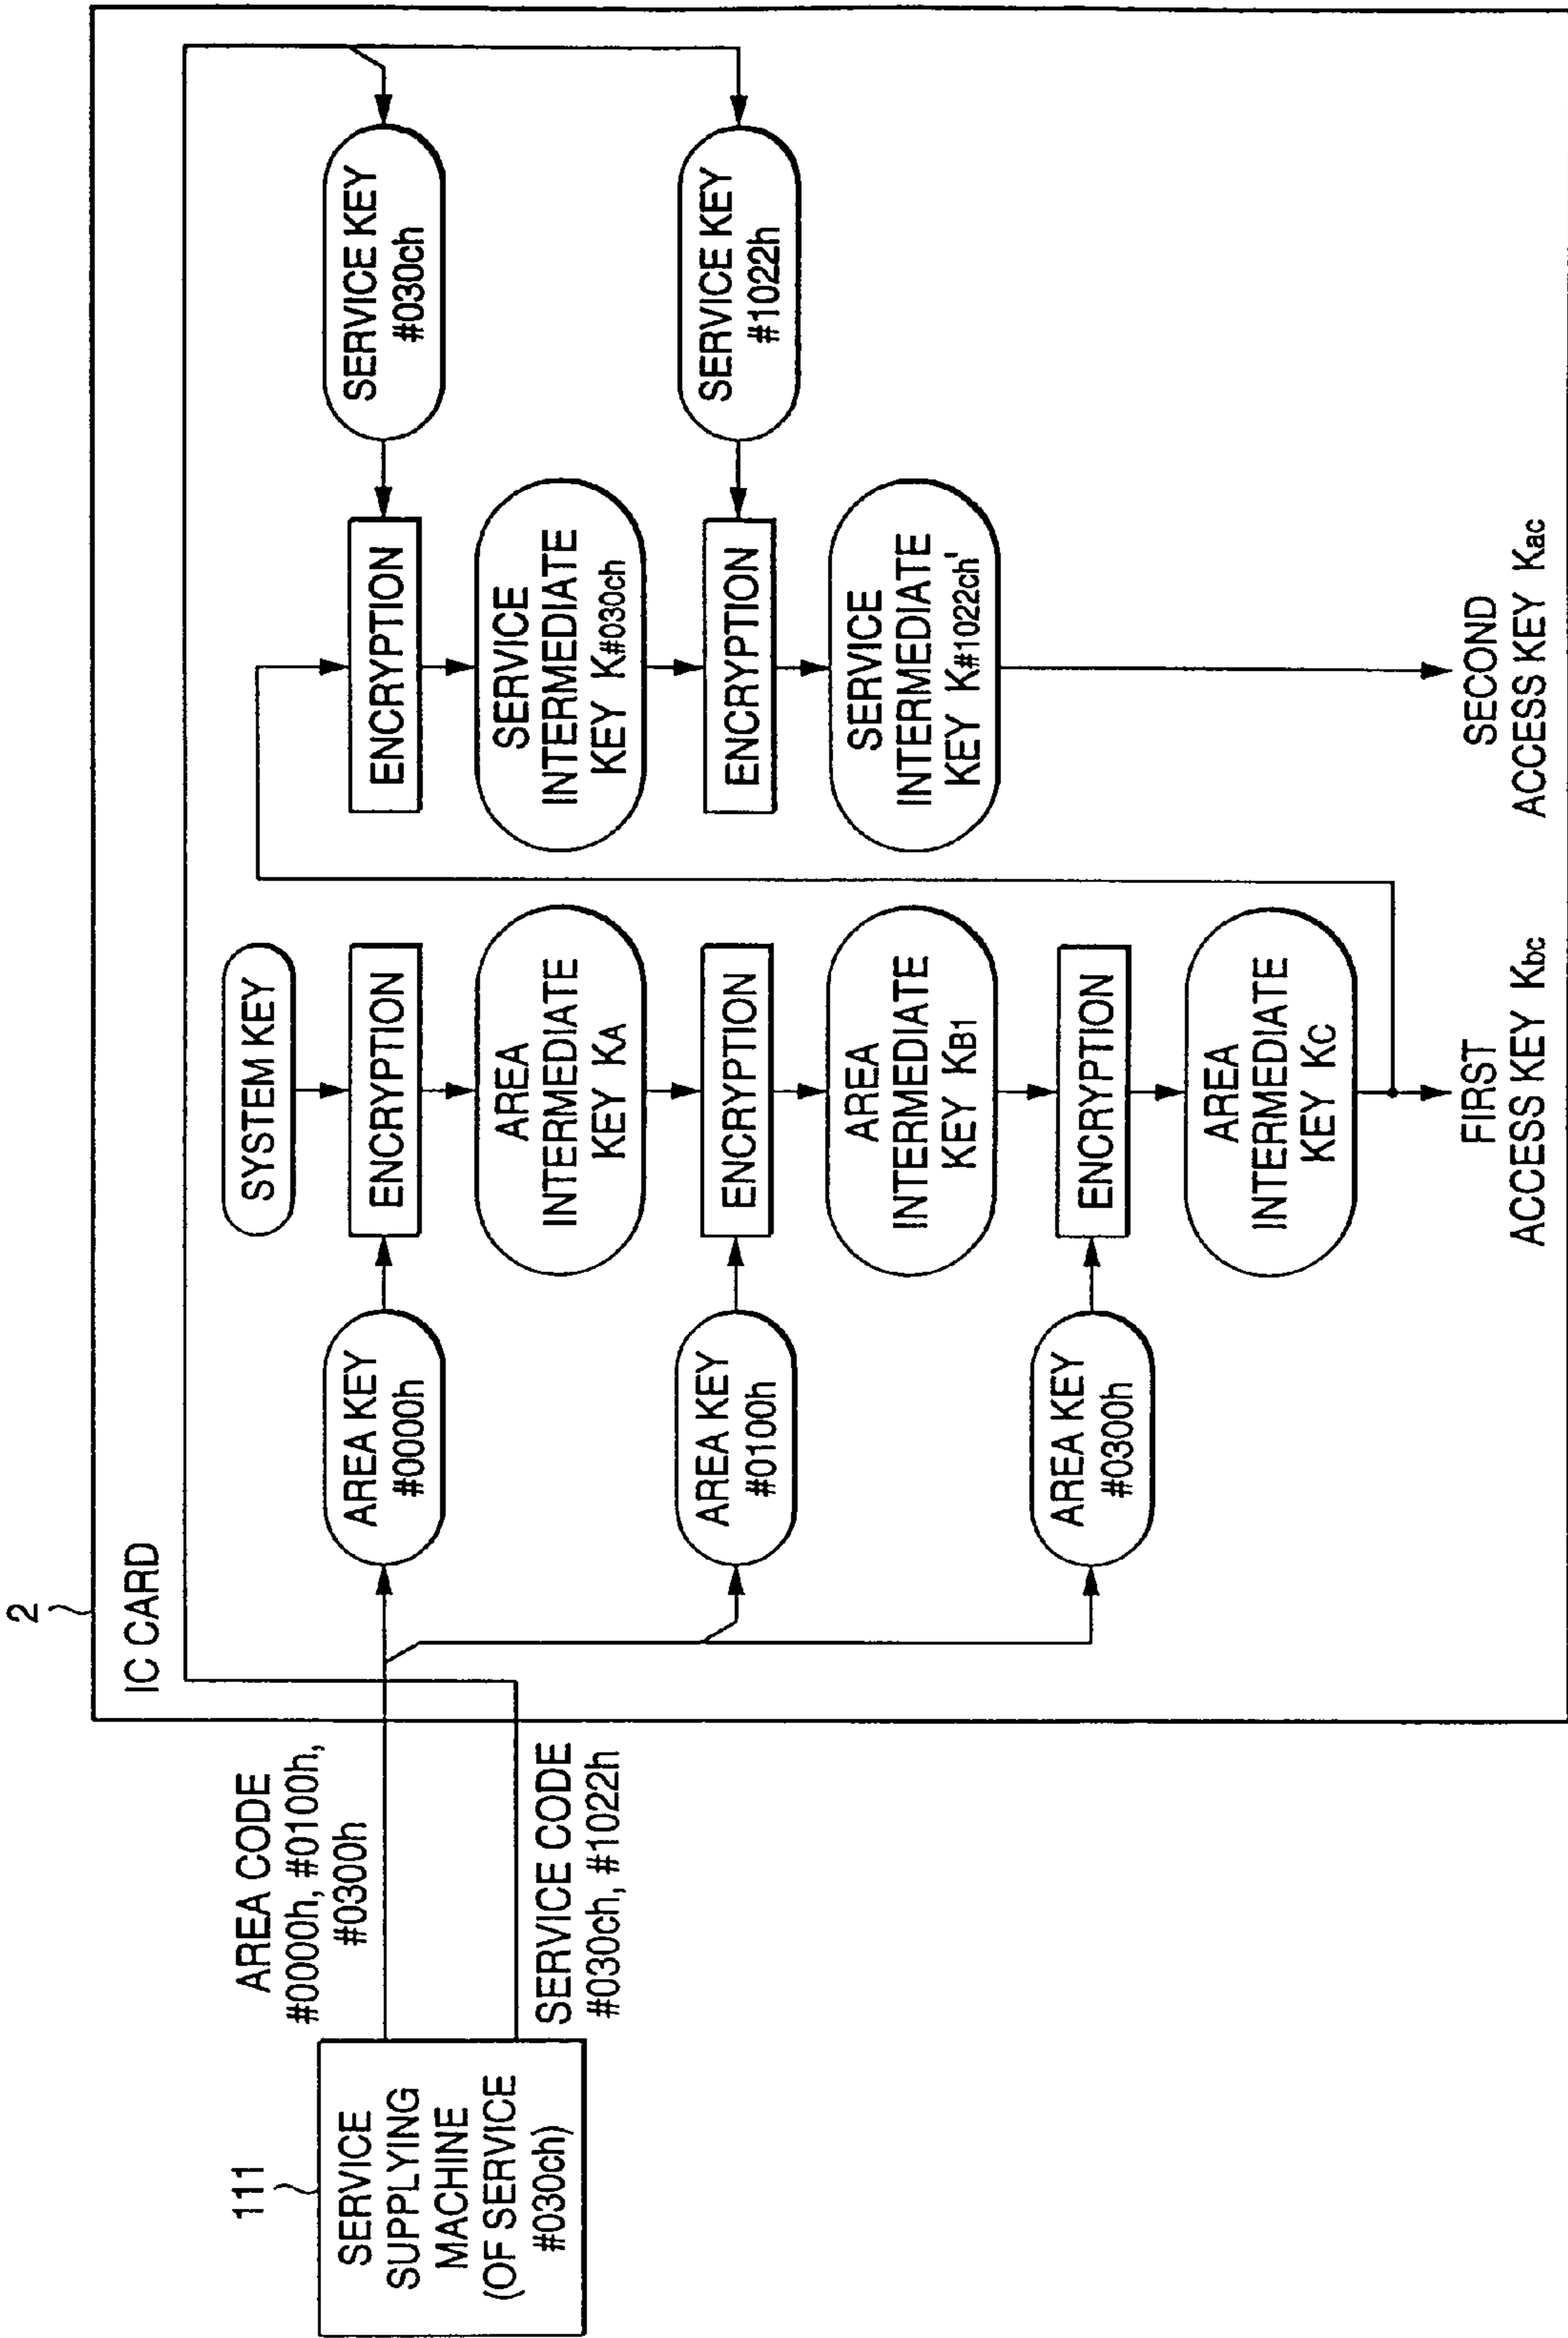 2
IC CARD
111
SERVICE
SUPPLYING
MACHINE
(OF SERVICE
#030ch)
AREA CODE
#0000h, #0100h,
#0300h
SERVICE CODE
#030ch, #1022h
AREA KEY
#0000h
AREA KEY
#0100h
AREA KEY
#0300h
SYSTEM KEY
ENCRYPTION
AREA
INTERMEDIATE
KEY KA
ENCRYPTION
AREA
INTERMEDIATE
KEY KB1
ENCRYPTION
AREA
INTERMEDIATE
KEY KC
FIRST
ACCESS KEY Kbc
ENCRYPTION
SERVICE
INTERMEDIATE
KEY K#030ch
ENCRYPTION
SERVICE
INTERMEDIATE
KEY K#1022ch'
SECOND
ACCESS KEY Kac
SERVICE KEY
#030ch
SERVICE KEY
#1022h